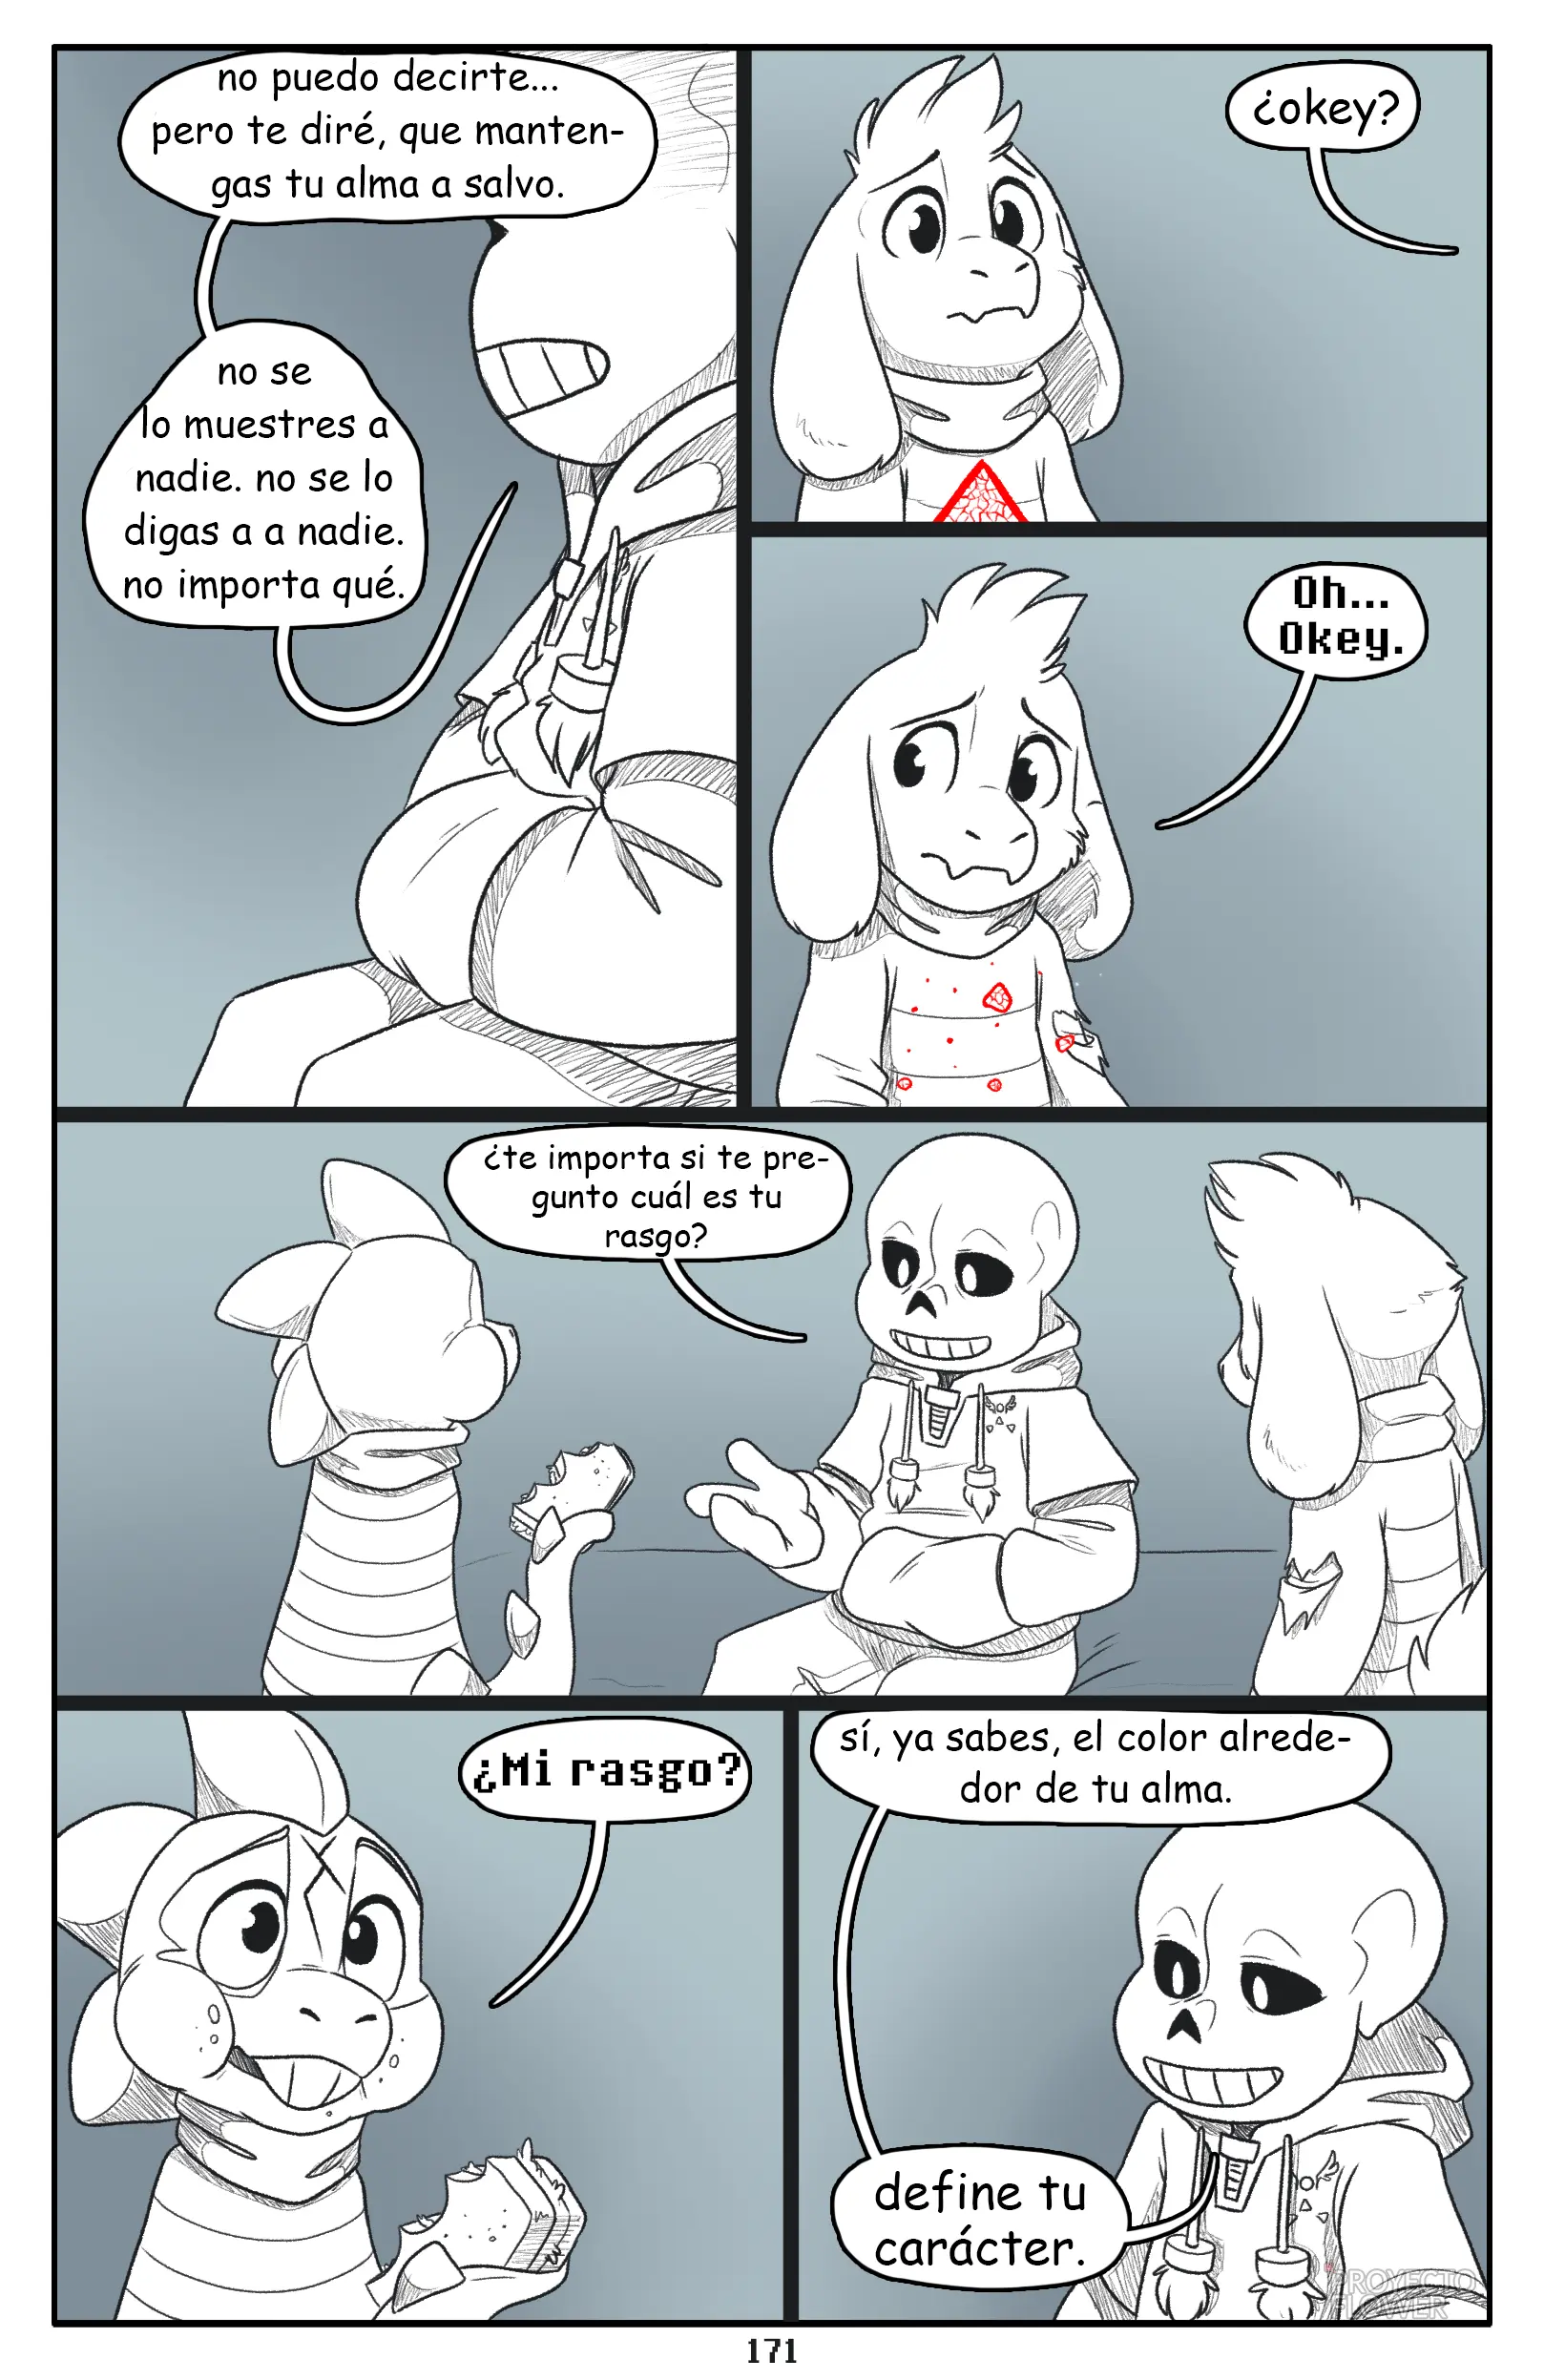 no puedo decirte...
pero te diré, que manten-
gas tu alma a salvo.
no se
lo muestres a
nadie. no se lo
digas a a nadie.
no importa qué.
¿okey?
Oh...
Okey.
¿te importa si te pre-
gunto cuál es tu
rasgo?
¿Mi rasgo?
sí, ya sabes, el color alrede-
dor de tu alma.
define tu
carácter.
PROYECTO
FLOWER
171